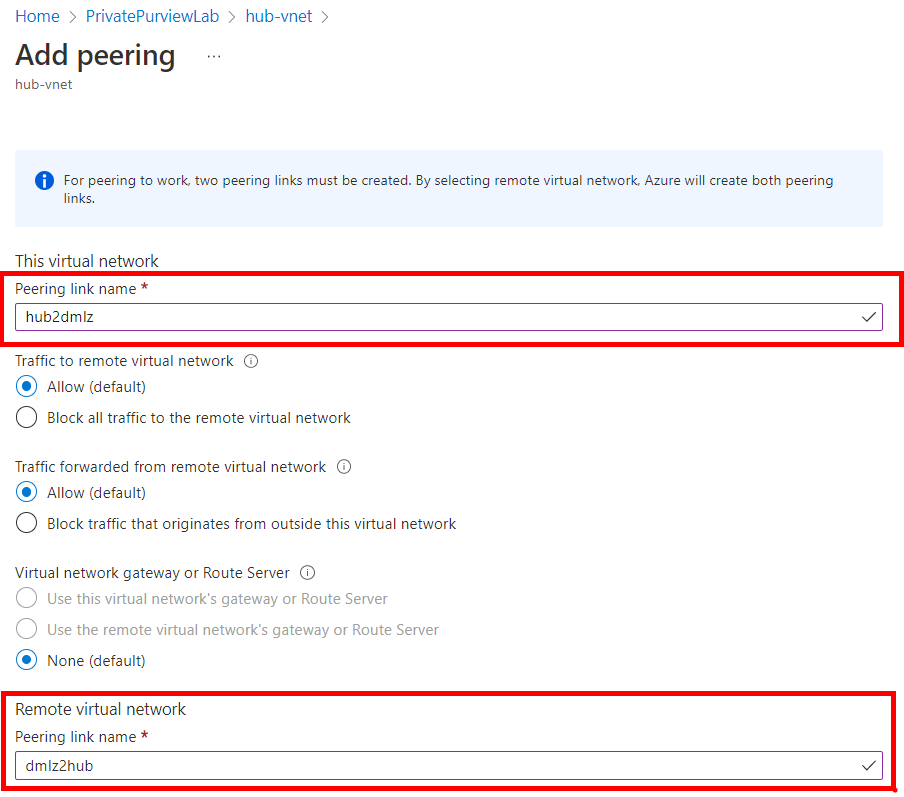 Home > PrivatePurviewLab > hub-vnet >
Add peering ...
hub-vnet
For peering to work, two peering links must be created. By selecting remote virtual network, Azure will create both peering
links.
This virtual network
Peering link name *
hub2dmlz
Traffic to remote virtual network
Allow (default)
Block all traffic to the remote virtual network
Traffic forwarded from remote virtual network
Allow (default)
Block traffic that originates from outside this virtual network
Virtual network gateway or Route Server
Use this virtual network's gateway or Route Server
Use the remote virtual network's gateway or Route Server
None (default)
Remote virtual network
Peering link name *
dmlz2hub